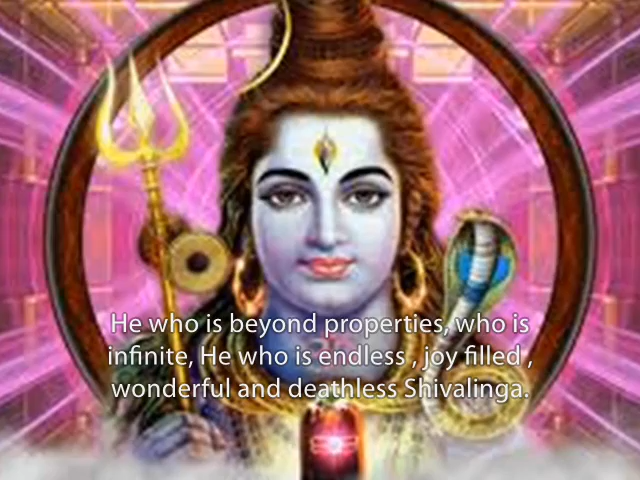 He who is beyond properties, who is
infinite, He who is endless , joy filled ,
wonderful and deathless Shivalinga.